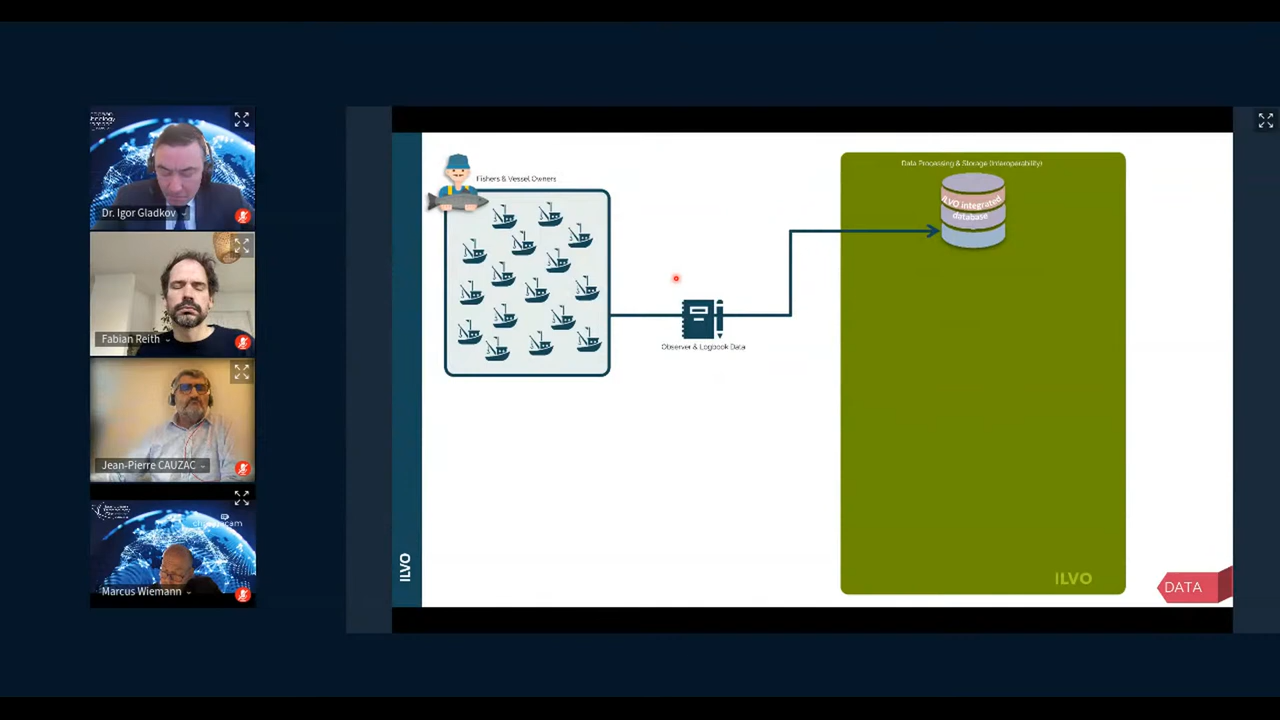 Dr. Igor Gladkov
Fabian Reith
Jean-Pierre CAUZAC
Marcus Wiemann
ILVO
Fishers & Vessel Owners
Observer & Logbook Data
Data Processing & Storage (Interoperability)
ILVO integrated
database
ILVO
DATA